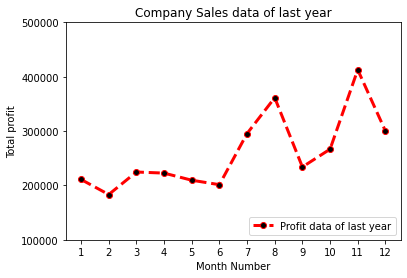 Company Sales data of last year
500000
400000
300000
200000
100000
Total profit
1 2 3 4 5 6 7 8 9 10 11 12
Month Number
Profit data of last year